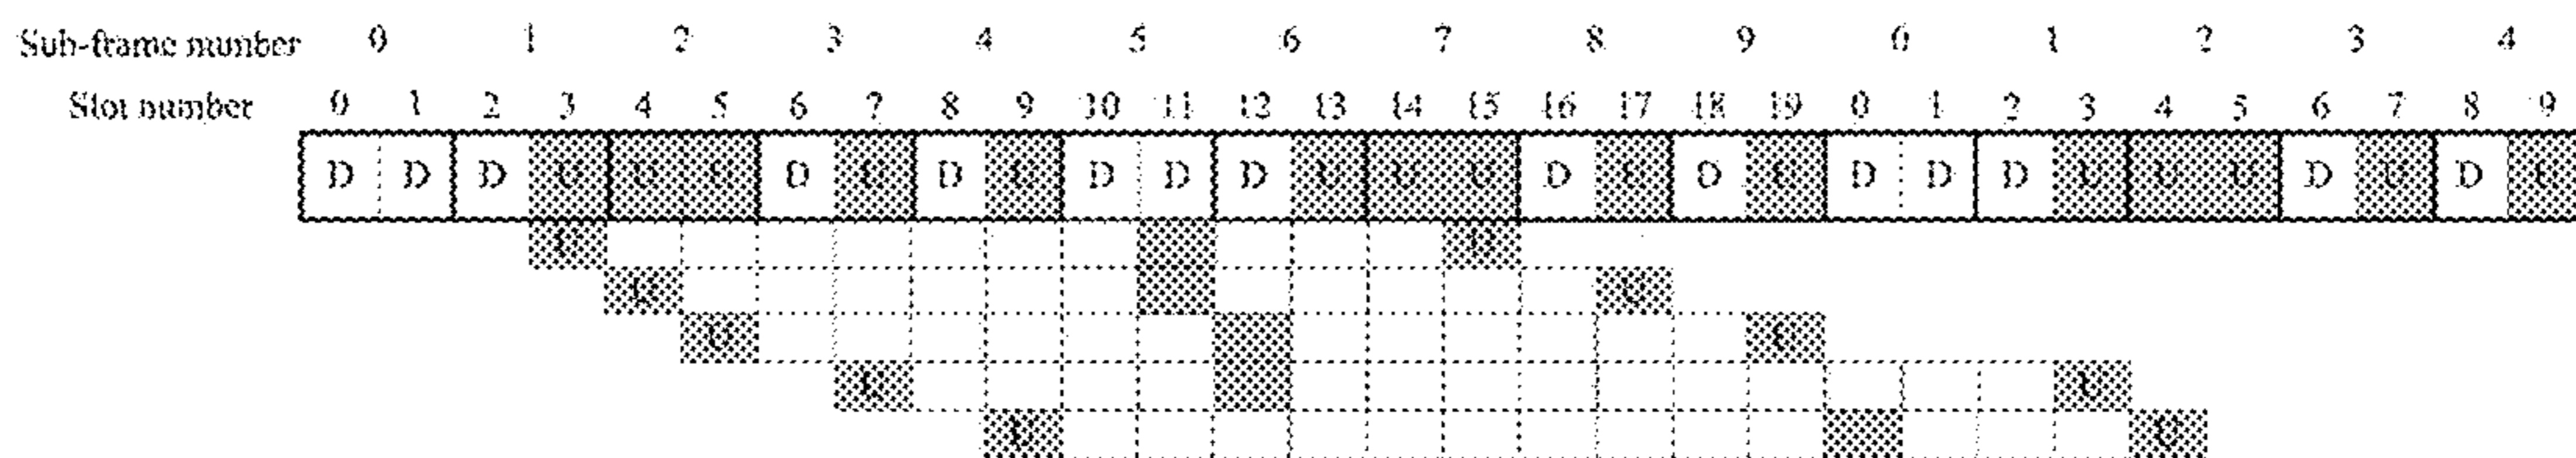 Sub-frame number 0 1 2 3 4 5 6 7 8 9 0 1 2 3 4
Slot number 0 1 2 3 4 5 6 7 8 9 10 11 12 13 14 15 16 17 18 19 0 1 2 3 4 5 6 7 8 9
D D D U U U D U D U D D D U U U D U D U D D D U U U D U D U
U U
U U
U U
U U
U U